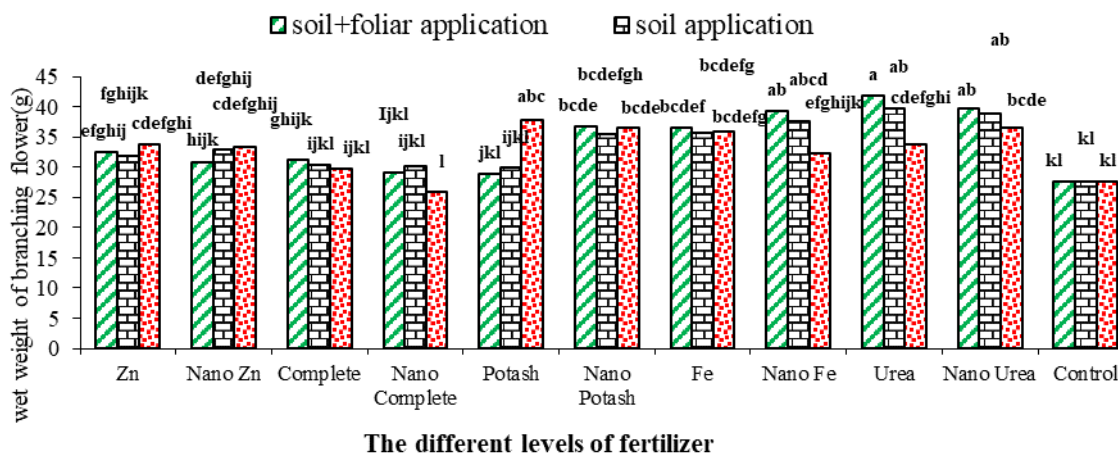 soil+foliar application soil application
wet weight of branching flower(g)
45
40
35
30
25
20
15
10
5
0
efghij fghijk cdefghi
hijk defghij cdefghij
ghijk ijkl ijkl
Ijkl ijkl l
jkl ijkl abc
bcde bcdefgh bcde
bcdef bcdefg bcdefg
ab abcd efghijk
a ab cdefghi
ab ab bcde
kl kl kl
Zn
Nano Zn
Complete
Nano
Complete
Potash
Nano
Potash
Fe
Nano Fe
Urea
Nano Urea
Control
The different levels of fertilizer